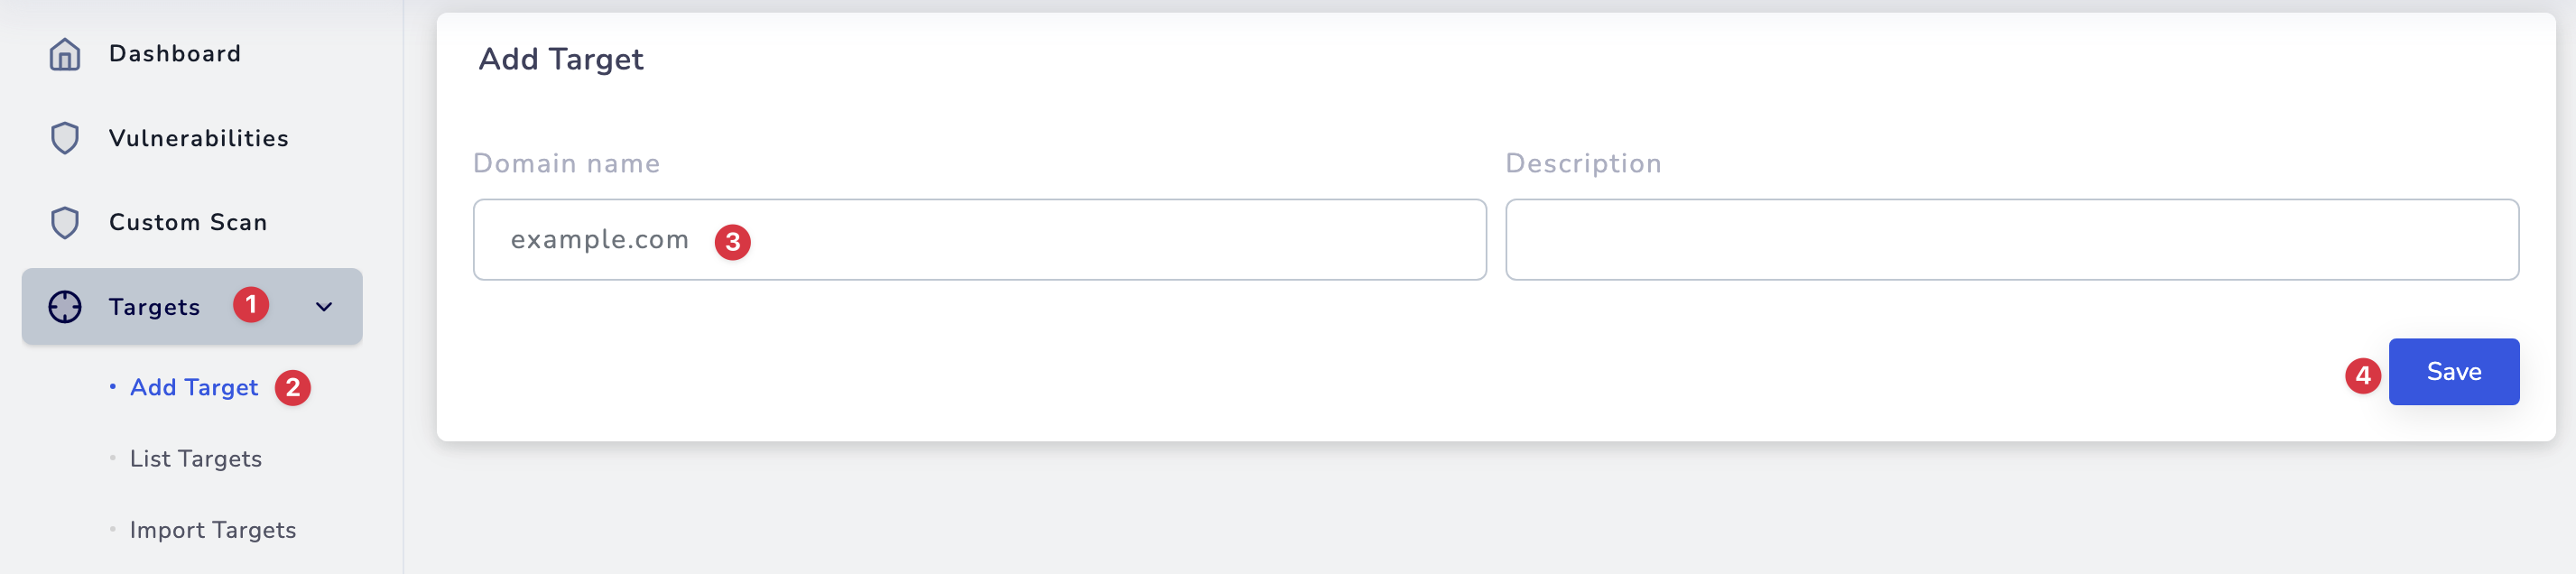 Dashboard
Vulnerabilities
Custom Scan
Targets 1
Add Target 2
List Targets
Import Targets
Add Target
Domain name
example.com 3
Description
4 Save